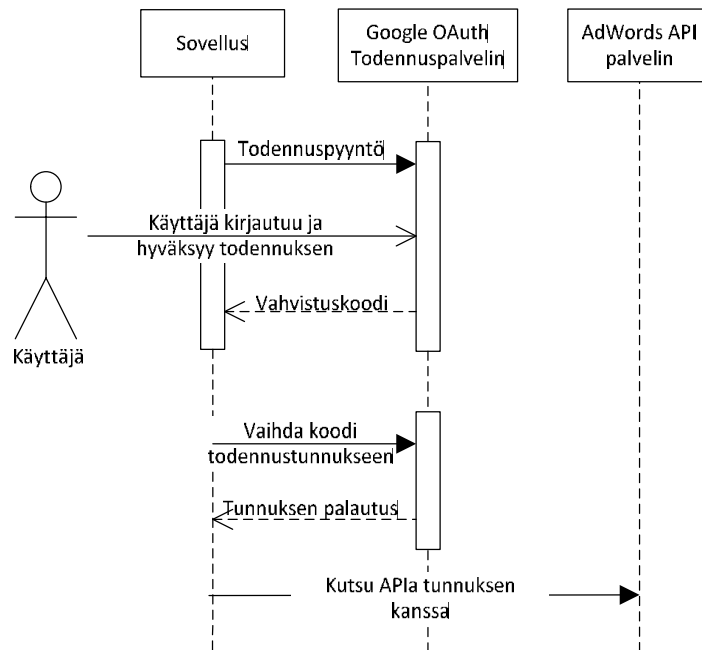 Sovellus
Google OAuth
Todennuspalvelin
AdWords API
palvelin
Todennuspyyntö
Käyttäjä kirjautuu ja
hyväksyy todennuksen
Vahvistuskoodi
Käyttäjä
Vaihda koodi
todennustunnukseen
Tunnuksen palautus
Kutsu APIa tunnuksen
kanssa